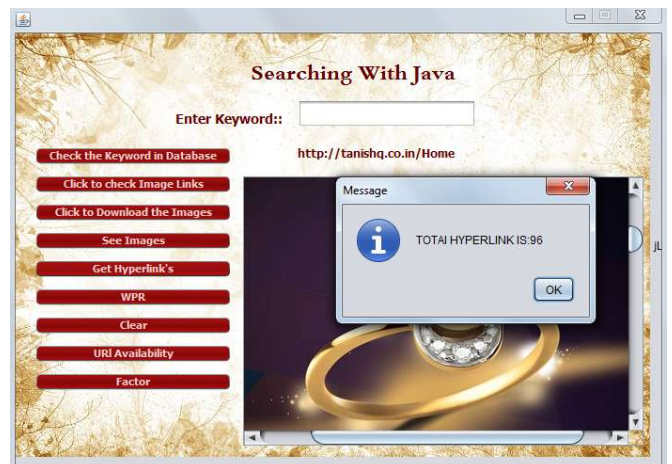 Searching With Java
Enter Keyword::
http://tanishq.co.in/Home
Check the Keyword in Database
Click to check Image Links
Click to Download the Images
See Images
Get Hyperlink's
WPR
Clear
URl Availability
Factor
Message
TOTAl HYPERLINK IS:96
OK
jL